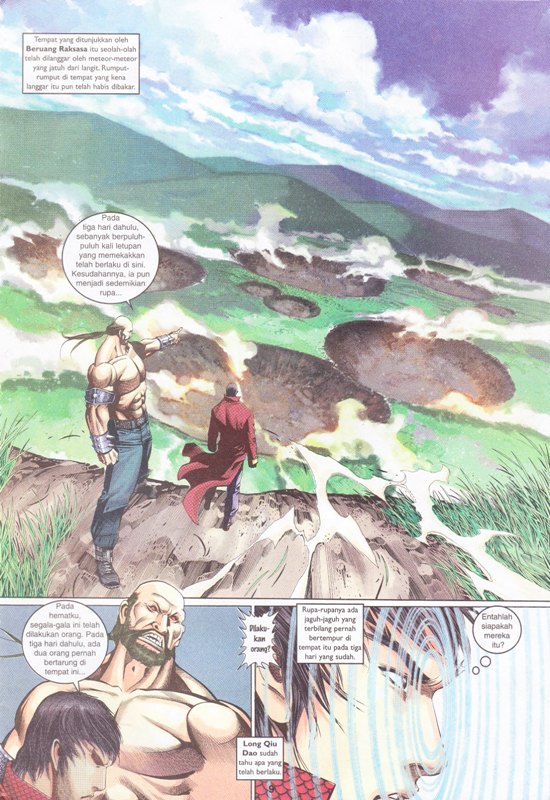 Tempat yang ditunjukkan oleh
Beruang Raksasa itu seolah-olah
telah dilanggar oleh meteor-meteor
yang jatuh dari langit. Rumput-
rumput di tempat yang kena
langgar itu pun telah habis dibakar.
Pada
tiga hari dahulu,
sebanyak berpuluh-
puluh kali letupan
yang memekakkan
telah berlaku di sini.
Kesudahannya, ia pun
menjadi sedemikian
rupa...
Pada
hematku,
segala-gala ini telah
dilakukan orang. Pada
tiga hari dahulu, ada
dua orang pernah
bertarung di
tempat ini...
Long Qiu
Dao sudah
tahu apa yang
telah berlaku.
Dilaku-
kan
orang?
Rupa-rupanya ada
jaguh-jaguh yang
terbilang pernah
bertempur di
tempat itu pada tiga
hari yang sudah.
Entahlah
siapakah
mereka
itu?